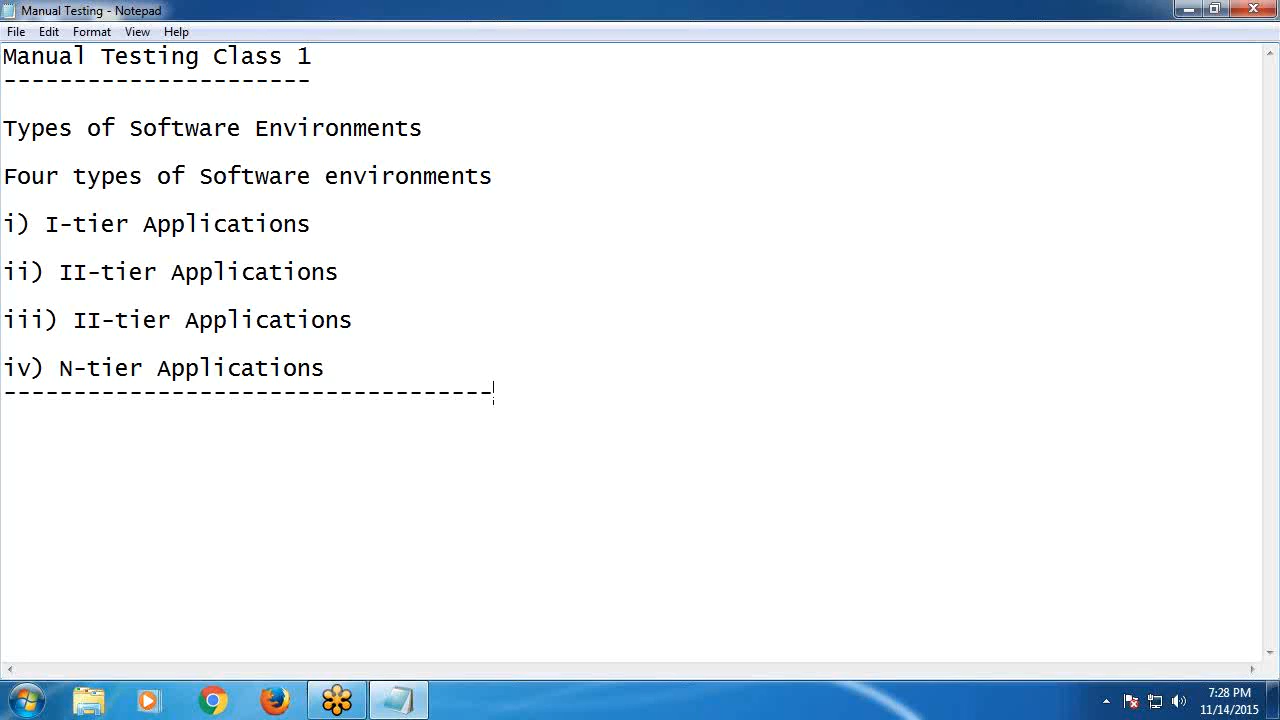 Manual Testing - Notepad
File Edit Format View Help
Manual Testing Class 1
----------------------
Types of Software Environments
Four types of Software environments
i) I-tier Applications
ii) II-tier Applications
iii) II-tier Applications
iv) N-tier Applications
-----------------------------------
7:28 PM
11/14/2015